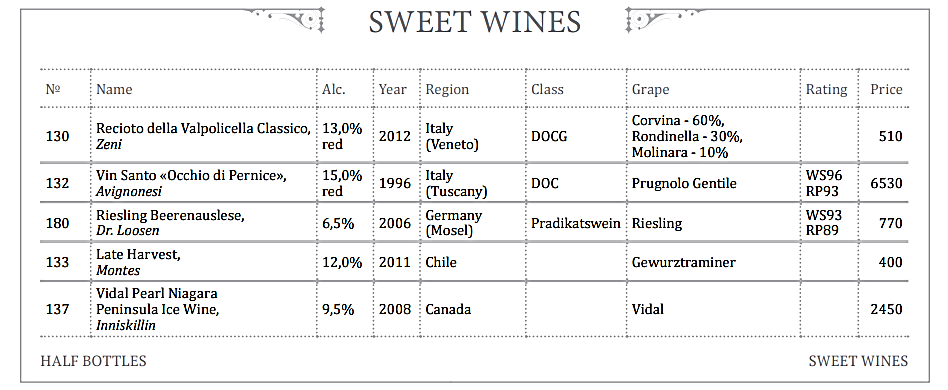 SWEET WINES
№ Name Alc. Year Region Class Grape Rating Price
130 Recioto della Valpolicella Classico, Zeni 13,0% red 2012 Italy (Veneto) DOCG Corvina - 60%, Rondinella - 30%, Molinara - 10% 510
132 Vin Santo «Occhio di Pernice», Avignonesi 15,0% red 1996 Italy (Tuscany) DOC Prugnolo Gentile WS96 RP93 6530
180 Riesling Beerenauslese, Dr. Loosen 6,5% 2006 Germany (Mosel) Pradikatswein Riesling WS93 RP89 770
133 Late Harvest, Montes 12,0% 2011 Chile Gewurztraminer 400
137 Vidal Pearl Niagara Peninsula Ice Wine, Inniskillin 9,5% 2008 Canada Vidal 2450
HALF BOTTLES SWEET WINES